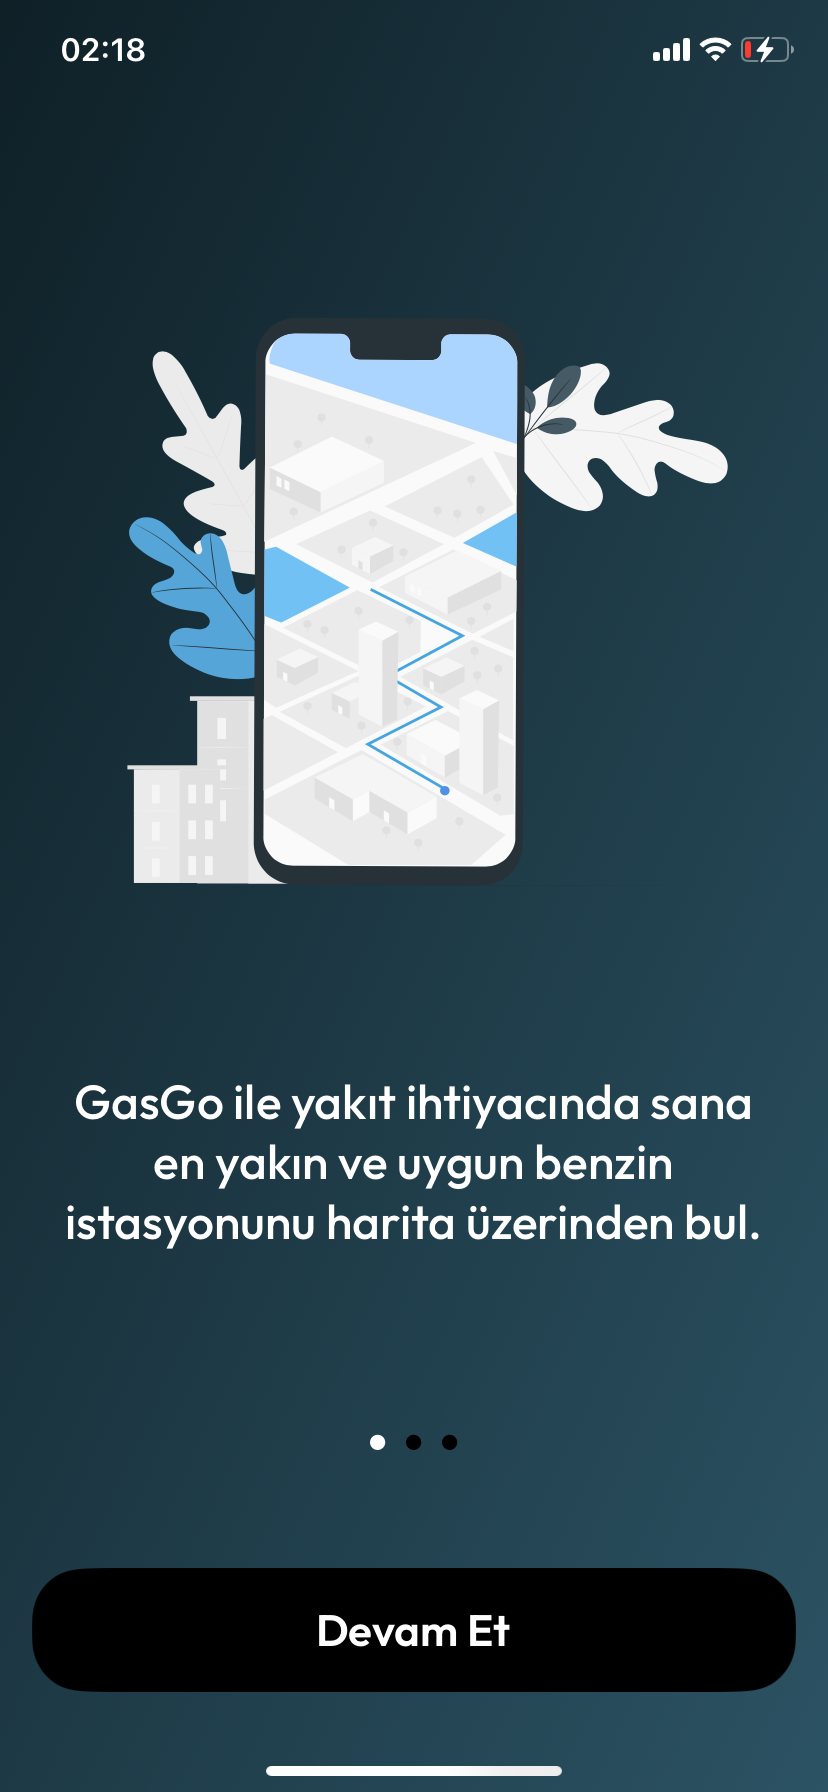 02:18
GasGo ile yakıt ihtiyacında sana
en yakın ve uygun benzin
istasyonunu harita üzerinden bul.
Devam Et